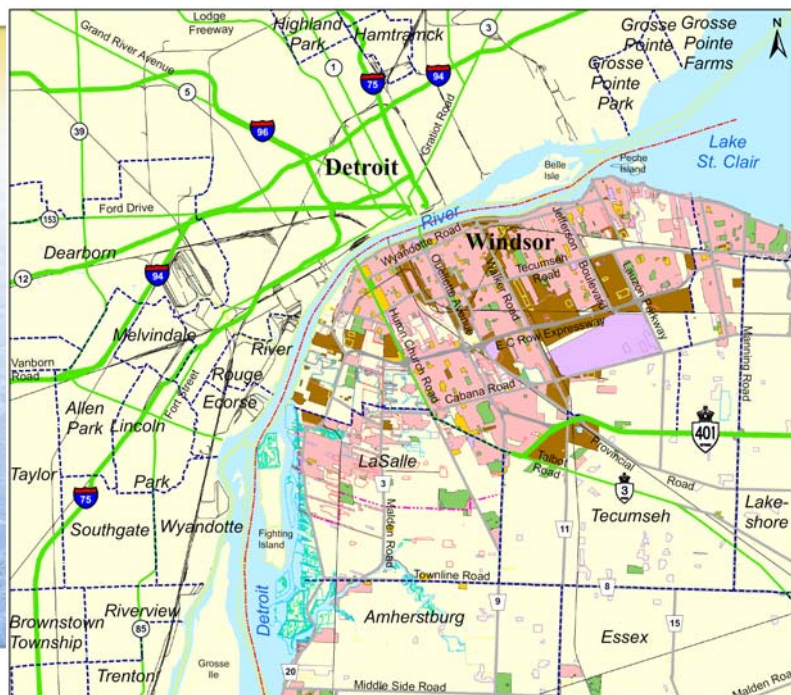 Lodge
Freeway
Highland
Park
Hamtramck
3
Grosse
Pointe
Grosse
Pointe
Farms
Grosse
Pointe
Park
N
Grand River Avenue
1
75
94
5
39
96
Gratiot Road
Detroit
Belle
Isle
Peche
Island
Lake
St. Clair
153
Ford Drive
River
Wyandotte Road
Windsor
Jefferson
Boulevard
Dearborn
12
94
Ouellette Avenue
Walker Road
Tecumseh
Road
Lauzon Parkway
Melvindale
River
Rouge
Huron Church Road
E C Row Expressway
Manning Road
Vanborn
Road
Fort Street
Ecorse
Cabana Road
Allen
Park
Lincoln
Park
401
Taylor
LaSalle
Talbot
Road
Provincial
Road
3
3
75
Malden Road
Tecumseh
Lake-
shore
Southgate
Wyandotte
Fighting
Island
11
Townline Road
8
Riverview
Detroit
Amherstburg
9
Brownstown
Township
85
15
Essex
Trenton
Grosse
Ile
20
Middle Side Road
Malden Road